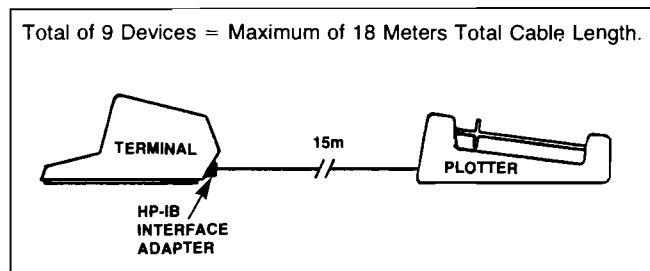 Total of 9 Devices = Maximum of 18 Meters Total Cable Length.
TERMINAL
15m
PLOTTER
HP-IB
INTERFACE
ADAPTER